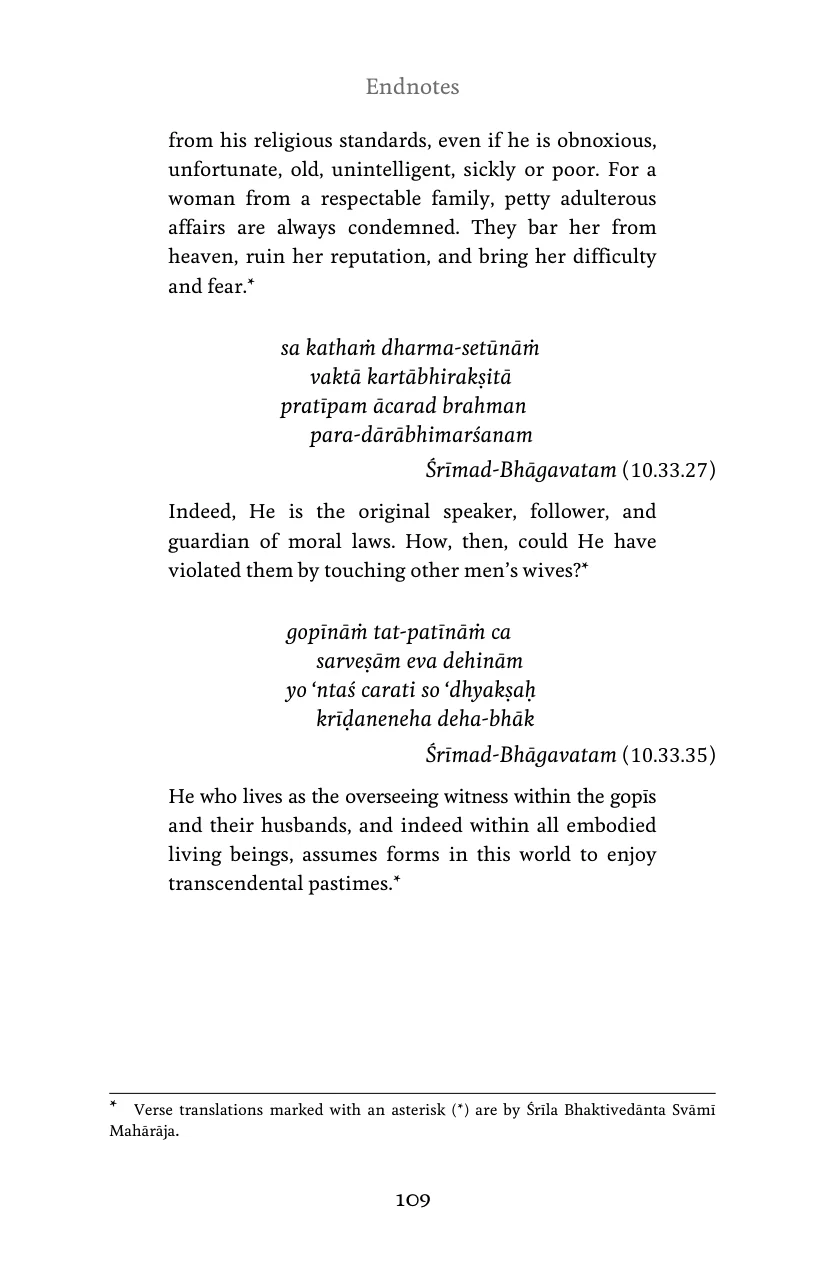 Endnotes
from his religious standards, even if he is obnoxious,
unfortunate, old, unintelligent, sickly or poor. For a
woman from a respectable family, petty adulterous
affairs are always condemned. They bar her from
heaven, ruin her reputation, and bring her difficulty
and fear.*
sa kathaṁ dharma-setūnāṁ
vaktā kartābhirakṣitā
pratīpam ācarad brahman
para-dārābhimarśanam
Śrīmad-Bhāgavatam (10.33.27)
Indeed, He is the original speaker, follower, and
guardian of moral laws. How, then, could He have
violated them by touching other men’s wives?*
gopīnāṁ tat-patīnāṁ ca
sarveṣām eva dehinām
yo ‘ntaś carati so ‘dhyakṣaḥ
krīḍaneneha deha-bhāk
Śrīmad-Bhāgavatam (10.33.35)
He who lives as the overseeing witness within the gopīs
and their husbands, and indeed within all embodied
living beings, assumes forms in this world to enjoy
transcendental pastimes.*
* Verse translations marked with an asterisk (*) are by Śrīla Bhaktivedānta Svāmī
Mahārāja.
109